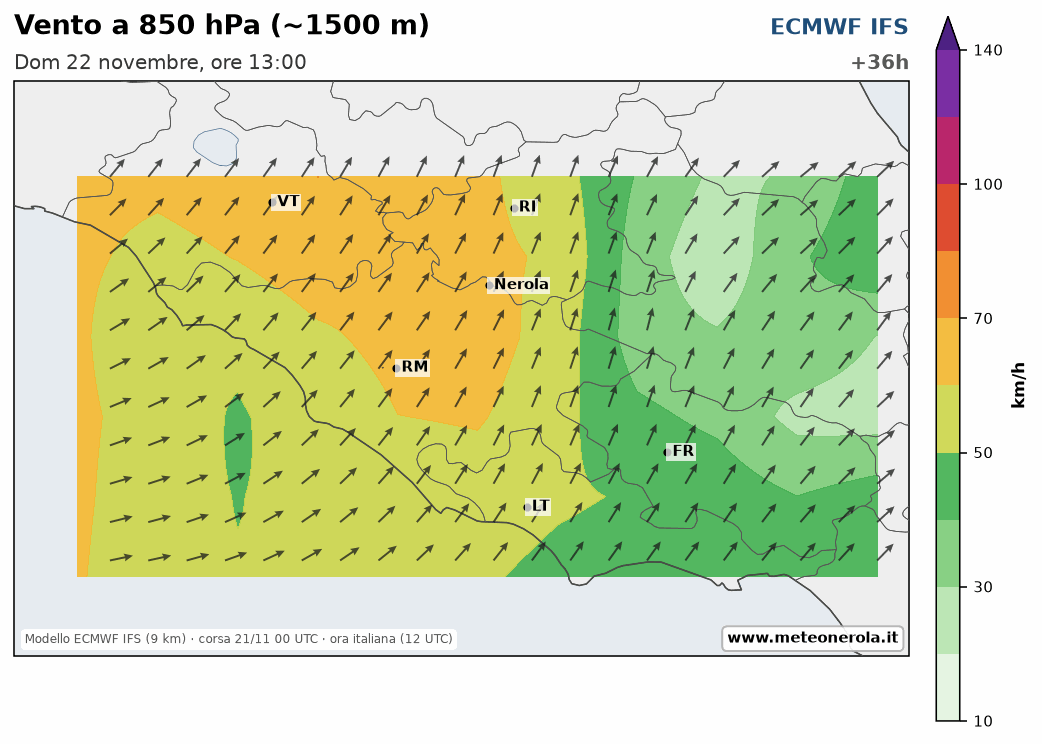 Vento a 850 hPa (~1500 m)
ECMWF IFS
Dom 22 novembre, ore 13:00
+36h
140
100
70
50
30
10
km/h
VT
RI
Nerola
RM
FR
LT
Modello ECMWF IFS (9 km) · corsa 21/11 00 UTC · ora italiana (12 UTC)
www.meteonerola.it